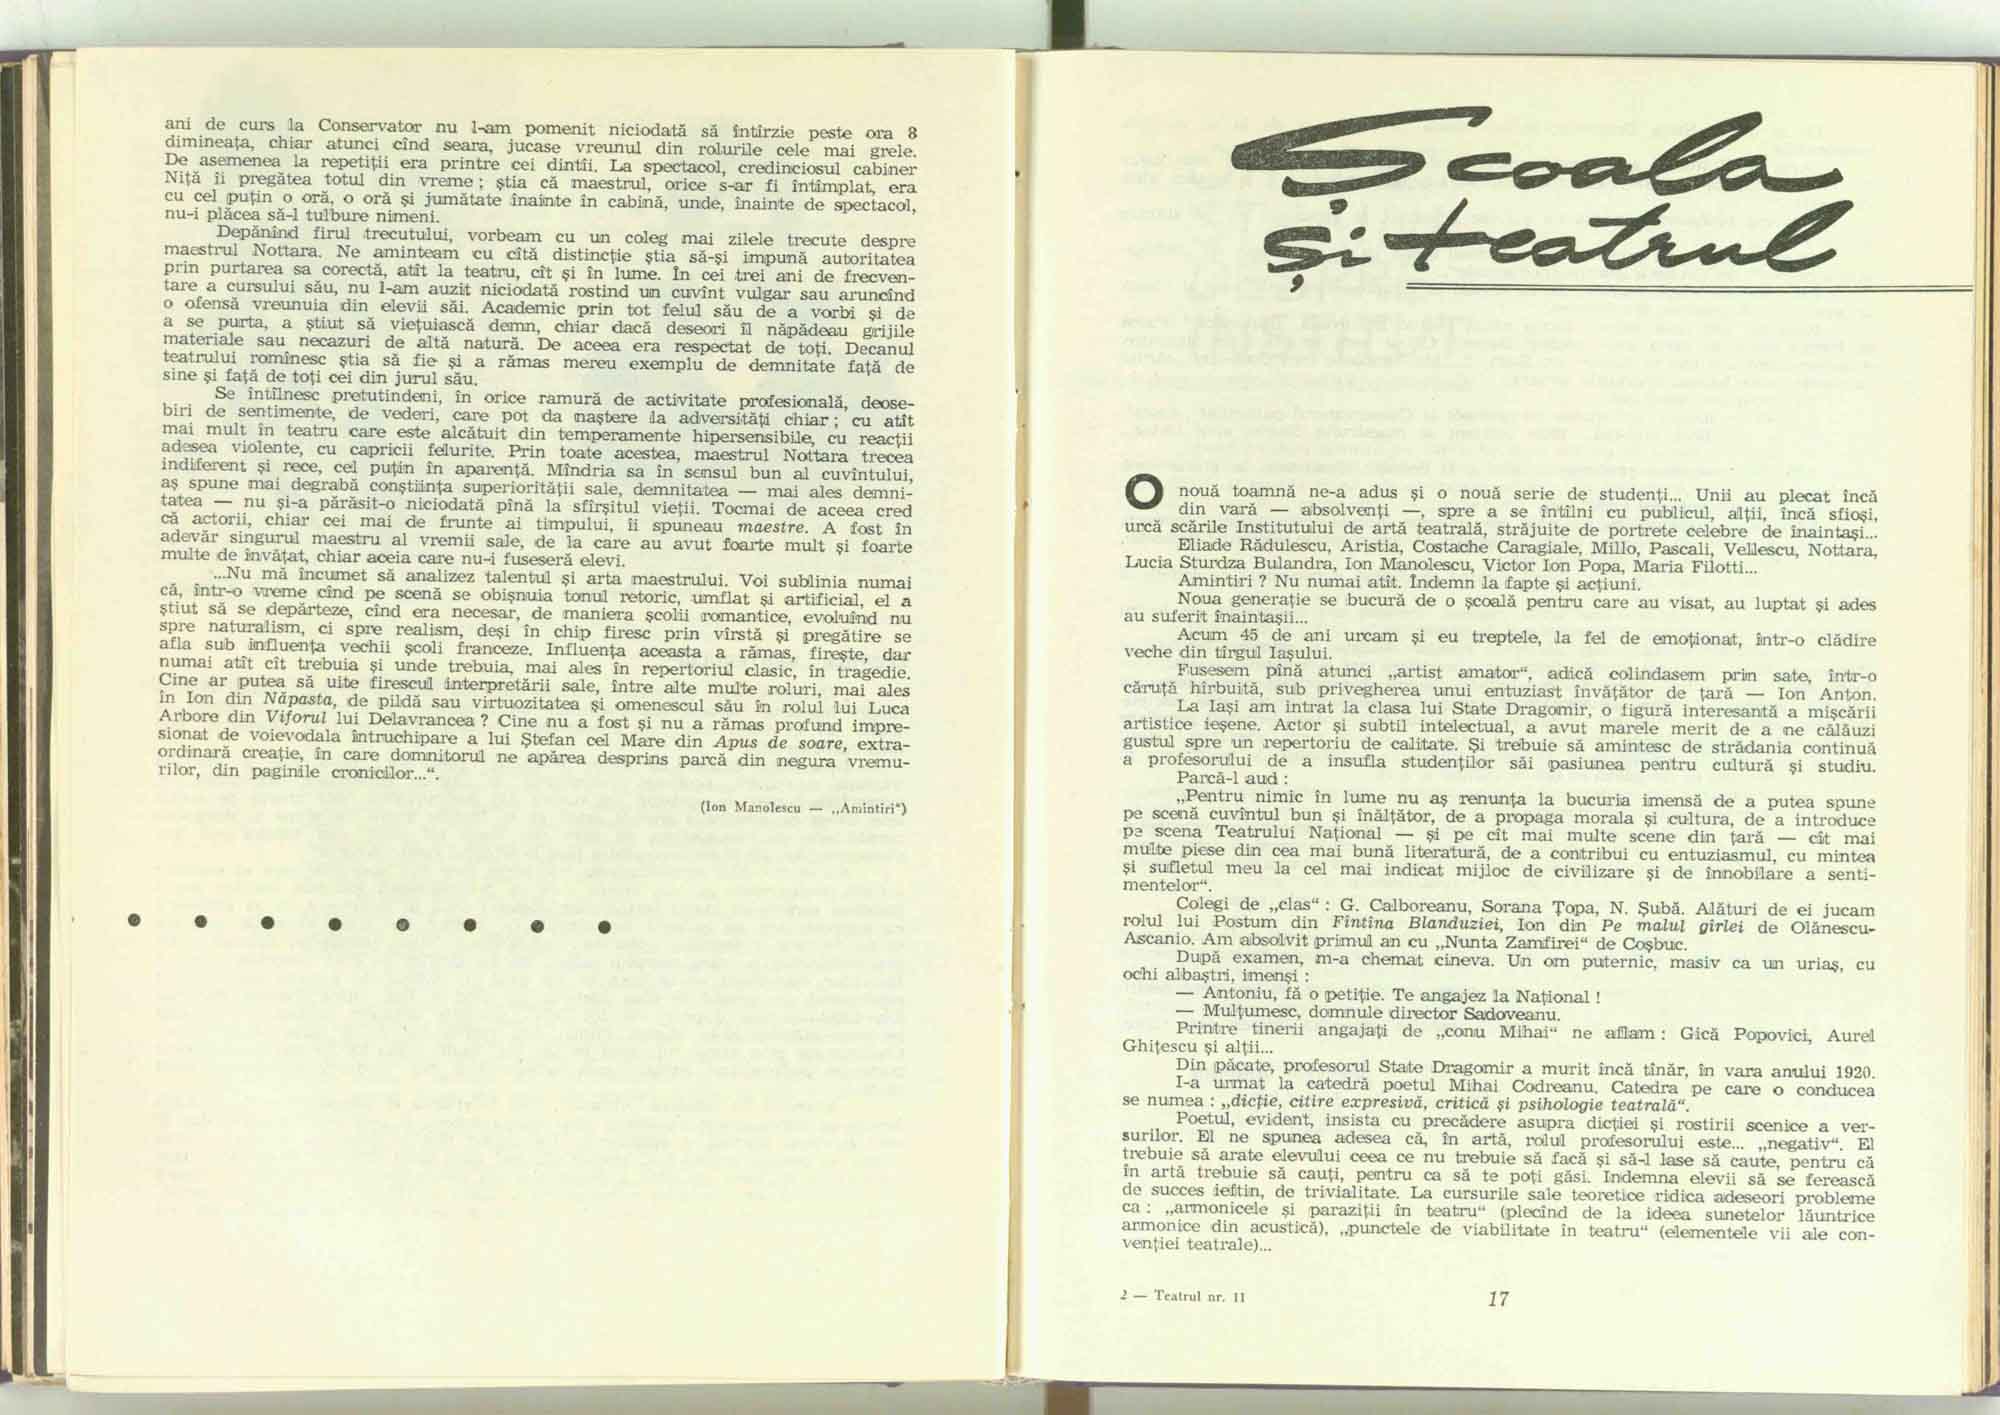 ani de curs la Conservator nu l-am pomenit niciodată să întîrzie peste ora 8
dimineața, chiar atunci cînd seara, jucase vreunul din rolurile cele mai grele.
De asemenea la repetiții era printre cei dintîi. La spectacol, credinciosul cabiner
Niță îi pregătea totul din vreme ; știa că maestrul, orice s-ar fi întîmplat, era
cu cel puțin o oră, o oră și jumătate înainte în cabină, unde, înainte de spectacol,
nu-i plăcea să-l tulbure nimeni.
Depănînd firul trecutului, vorbeam cu un coleg mai zilele trecute despre
maestrul Nottara. Ne aminteam cu cîtă distincție știa să-și impună autoritatea
prin purtarea sa corectă, atît la teatru, cît și în lume. În cei trei ani de frecven-
tare a cursului său, nu l-am auzit niciodată rostind un cuvînt vulgar sau aruncînd
o ofensă vreunuia din elevii săi. Academic prin tot felul său de a vorbi și de
a se purta, a știut să viețuiască demn, chiar dacă deseori îl năpădeau grijile
materiale sau necazuri de altă natură. De aceea era respectat de toți. Decanul
teatrului romînesc știa să fie și a rămas mereu exemplu de demnitate față de
sine și față de toți cei din jurul său.
Se întîlnesc pretutindeni, în orice ramură de activitate profesională, deose-
biri de sentimente, de vederi, care pot da naștere la adversități chiar ; cu atît
mai mult în teatru care este alcătuit din temperamente hipersensibile, cu reacții
adesea violente, cu capricii felurite. Prin toate acestea, maestrul Nottara trecea
indiferent și rece, cel puțin în aparență. Mîndria sa în sensul bun al cuvîntului,
aș spune mai degrabă conștiința superiorității sale, demnitatea — mai ales demni-
tatea — nu și-a părăsit-o niciodată pînă la sfîrșitul vieții. Tocmai de aceea cred
că actorii, chiar cei mai de frunte ai timpului, îi spuneau maestre. A fost în
adevăr singurul maestru al vremii sale, de la care au avut foarte mult și foarte
multe de învățat, chiar aceia care nu-i fuseseră elevi.
...Nu mă încumet să analizez talentul și arta maestrului. Voi sublinia numai
că, într-o vreme cînd pe scenă se obișnuia tonul retoric, umflat și artificial, el a
știut să se depărteze, cînd era necesar, de maniera școlii romantice, evoluînd nu
spre naturalism, ci spre realism, deși în chip firesc prin vîrstă și pregătire se
afla sub influența vechii școli franceze. Influența aceasta a rămas, firește, dar
numai atît cît trebuia și unde trebuia, mai ales în repertoriul clasic, în tragedie.
Cine ar putea să uite firescul interpretării sale, între alte multe roluri, mai ales
în Ion din Năpasta, de pildă sau virtuozitatea și omenescul său în rolul lui Luca
Arbore din Viforul lui Delavrancea ? Cine nu a fost și nu a rămas profund impre-
sionat de voievodala întruchipare a lui Ștefan cel Mare din Apus de soare, extra-
ordinară creație, în care domnitorul ne apărea desprins parcă din negura vremu-
rilor, din paginile cronicilor...“.
(Ion Manolescu — „Amintiri“)
Școala
și teatrul
O nouă toamnă ne-a adus și o nouă serie de studenți... Unii au plecat încă
din vară — absolvenți —, spre a se întîlni cu publicul, alții, încă sfioși,
urcă scările Institutului de artă teatrală, străjuite de portrete celebre de înaintași...
Eliade Rădulescu, Aristia, Costache Caragiale, Millo, Pascali, Vellescu, Nottara,
Lucia Sturdza Bulandra, Ion Manolescu, Victor Ion Popa, Maria Filotti...
Amintiri ? Nu numai atît. Îndemn la fapte și acțiuni.
Noua generație se bucură de o școală pentru care au visat, au luptat și ades
au suferit înaintașii...
Acum 45 de ani urcam și eu treptele, la fel de emoționat, într-o clădire
veche din tîrgul Iașului.
Fusesem pînă atunci „artist amator“, adică colindasem prin sate, într-o
căruță hîrbuită, sub privegherea unui entuziast învățător de țară — Ion Anton.
La Iași am intrat la clasa lui State Dragomir, o figură interesantă a mișcării
artistice ieșene. Actor și subtil intelectual, a avut marele merit de a ne călăuzi
gustul spre un repertoriu de calitate. Și trebuie să amintesc de strădania continuă
a profesorului de a insufla studenților săi pasiunea pentru cultură și studiu.
Parcă-l aud :
„Pentru nimic în lume nu aș renunța la bucuria imensă de a putea spune
pe scenă cuvîntul bun și înălțător, de a propaga morala și cultura, de a introduce
pe scena Teatrului Național — și pe cît mai multe scene din țară — cît mai
multe piese din cea mai bună literatură, de a contribui cu entuziasmul, cu mintea
și sufletul meu la cel mai indicat mijloc de civilizare și de înnobilare a senti-
mentelor“.
Colegi de „clas“ : G. Calboreanu, Sorana Țopa, N. Șubă. Alături de ei jucam
rolul lui Postum din Fîntîna Blanduziei, Ion din Pe malul gîrlei de Olănescu-
Ascanio. Am absolvit primul an cu „Nunta Zamfirei“ de Coșbuc.
După examen, m-a chemat cineva. Un om puternic, masiv ca un uriaș, cu
ochi albaștri, imenși :
— Antoniu, fă o petiție. Te angajez la Național !
— Mulțumesc, domnule director Sadoveanu.
Printre tinerii angajați de „conu Mihai“ ne aflam : Gică Popovici, Aurel
Ghițescu și alții...
Din păcate, profesorul State Dragomir a murit încă tînăr, în vara anului 1920.
I-a urmat la catedră poetul Mihai Codreanu. Catedra pe care o conducea
se numea : „dicție, citire expresivă, critică și psihologie teatrală“.
Poetul, evident, insista cu precădere asupra dicției și rostirii scenice a ver-
surilor. El ne spunea adesea că, în artă, rolul profesorului este... „negativ“. El
trebuie să arate elevului ceea ce nu trebuie să facă și să-l lase să caute, pentru că
în artă trebuie să cauți, pentru ca să te poți găsi. Îndemna elevii să se ferească
de succes ieftin, de trivialitate. La cursurile sale teoretice ridica adeseori probleme
ca : „armonicele și paraziții în teatru“ (plecînd de la ideea sunetelor lăuntrice
armonice din acustică), „punctele de viabilitate în teatru“ (elementele vii ale con-
venției teatrale)...
2 — Teatrul nr. 11
17